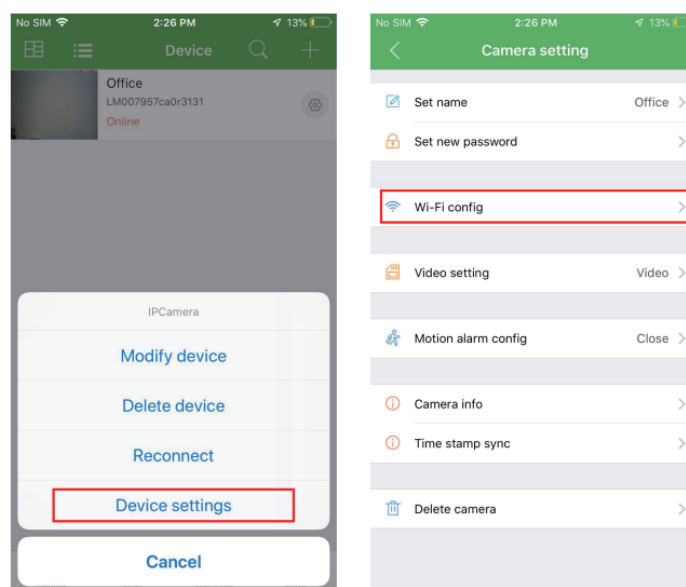 No SIM 2:26 PM 13%
Device
Office
LM007957ca0r3131
Online
IPCamera
Modify device
Delete device
Reconnect
Device settings
Cancel
No SIM 2:26 PM 13%
Camera setting
Set name Office
Set new password
Wi-Fi config
Video setting Video
Motion alarm config Close
Camera info
Time stamp sync
Delete camera